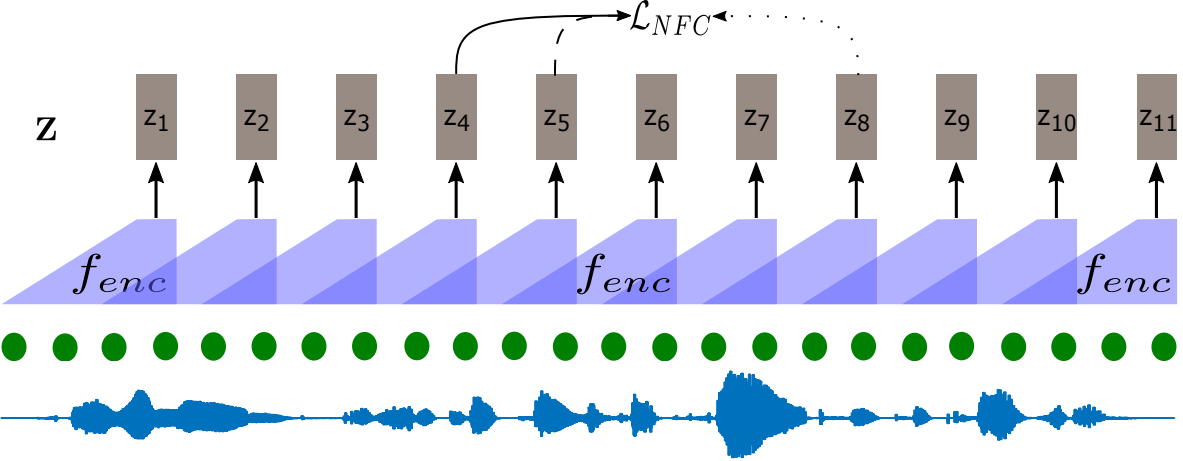 ℒ_NFC
z z₁ z₂ z₃ z₄ z₅ z₆ z₇ z₈ z₉ z₁₀ z₁₁
f_enc f_enc f_enc